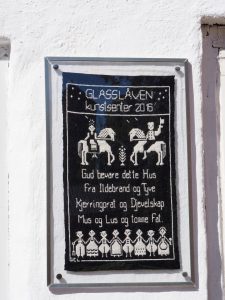 GLASSLÅVEN
kunstsenter 2016
Gud bevare dette Hus
Fra Ildebrand og Tyve
Kjerringprat og Djevelskap
Mus og Lus og tomme Fat.